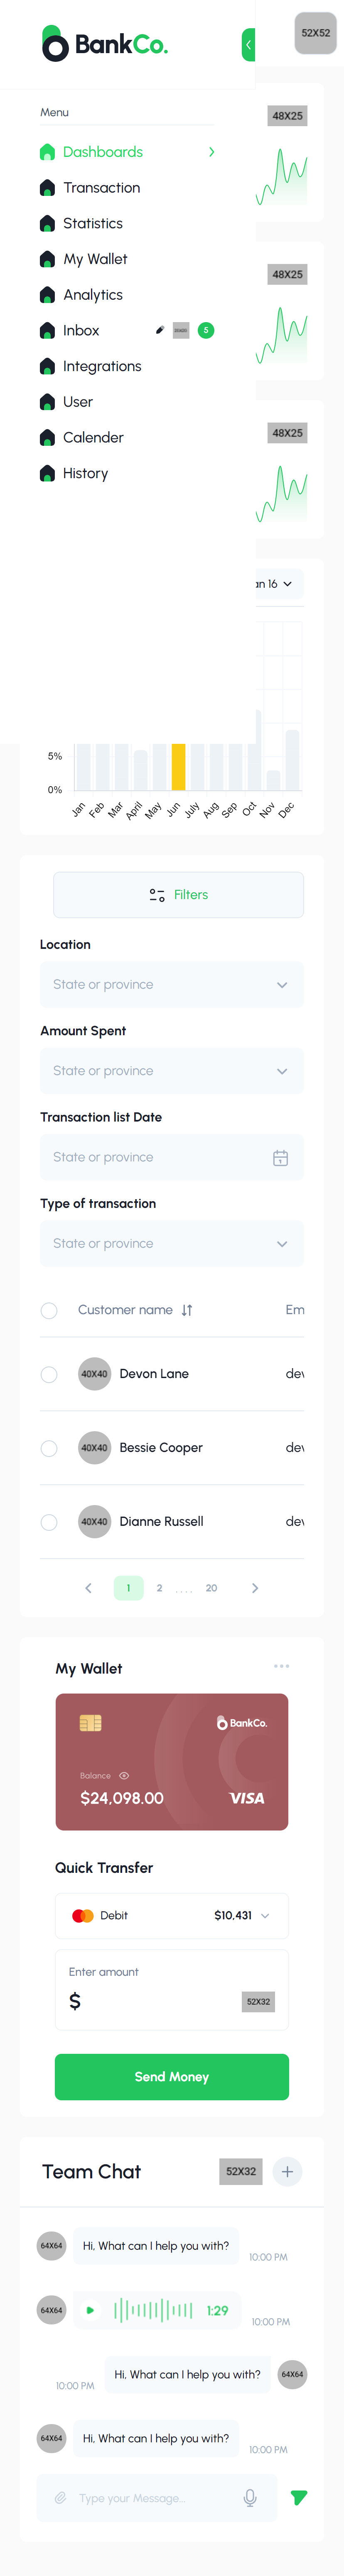 BankCo.
52X52
Menu
48X25
Dashboards
Transaction
Statistics
My Wallet
48X25
Analytics
Inbox
5
Integrations
User
Calender
48X25
History
an 16
5%
0%
Jan
Feb
Mar
April
May
Jun
July
Aug
Sep
Oct
Nov
Dec
Filters
Location
State or province
Amount Spent
State or province
Transaction list Date
State or province
Type of transaction
State or province
Customer name
Em
40X40 Devon Lane dev
40X40 Bessie Cooper dev
40X40 Dianne Russell dev
1 2 .... 20
My Wallet
BankCo.
Balance
$24,098.00
VISA
Quick Transfer
Debit $10,431
Enter amount
$
52X32
Send Money
Team Chat
52X32
64X64 Hi, What can I help you with?
10:00 PM
64X64 1:29
10:00 PM
Hi, What can I help you with? 64X64
10:00 PM
64X64 Hi, What can I help you with?
10:00 PM
Type your Message...